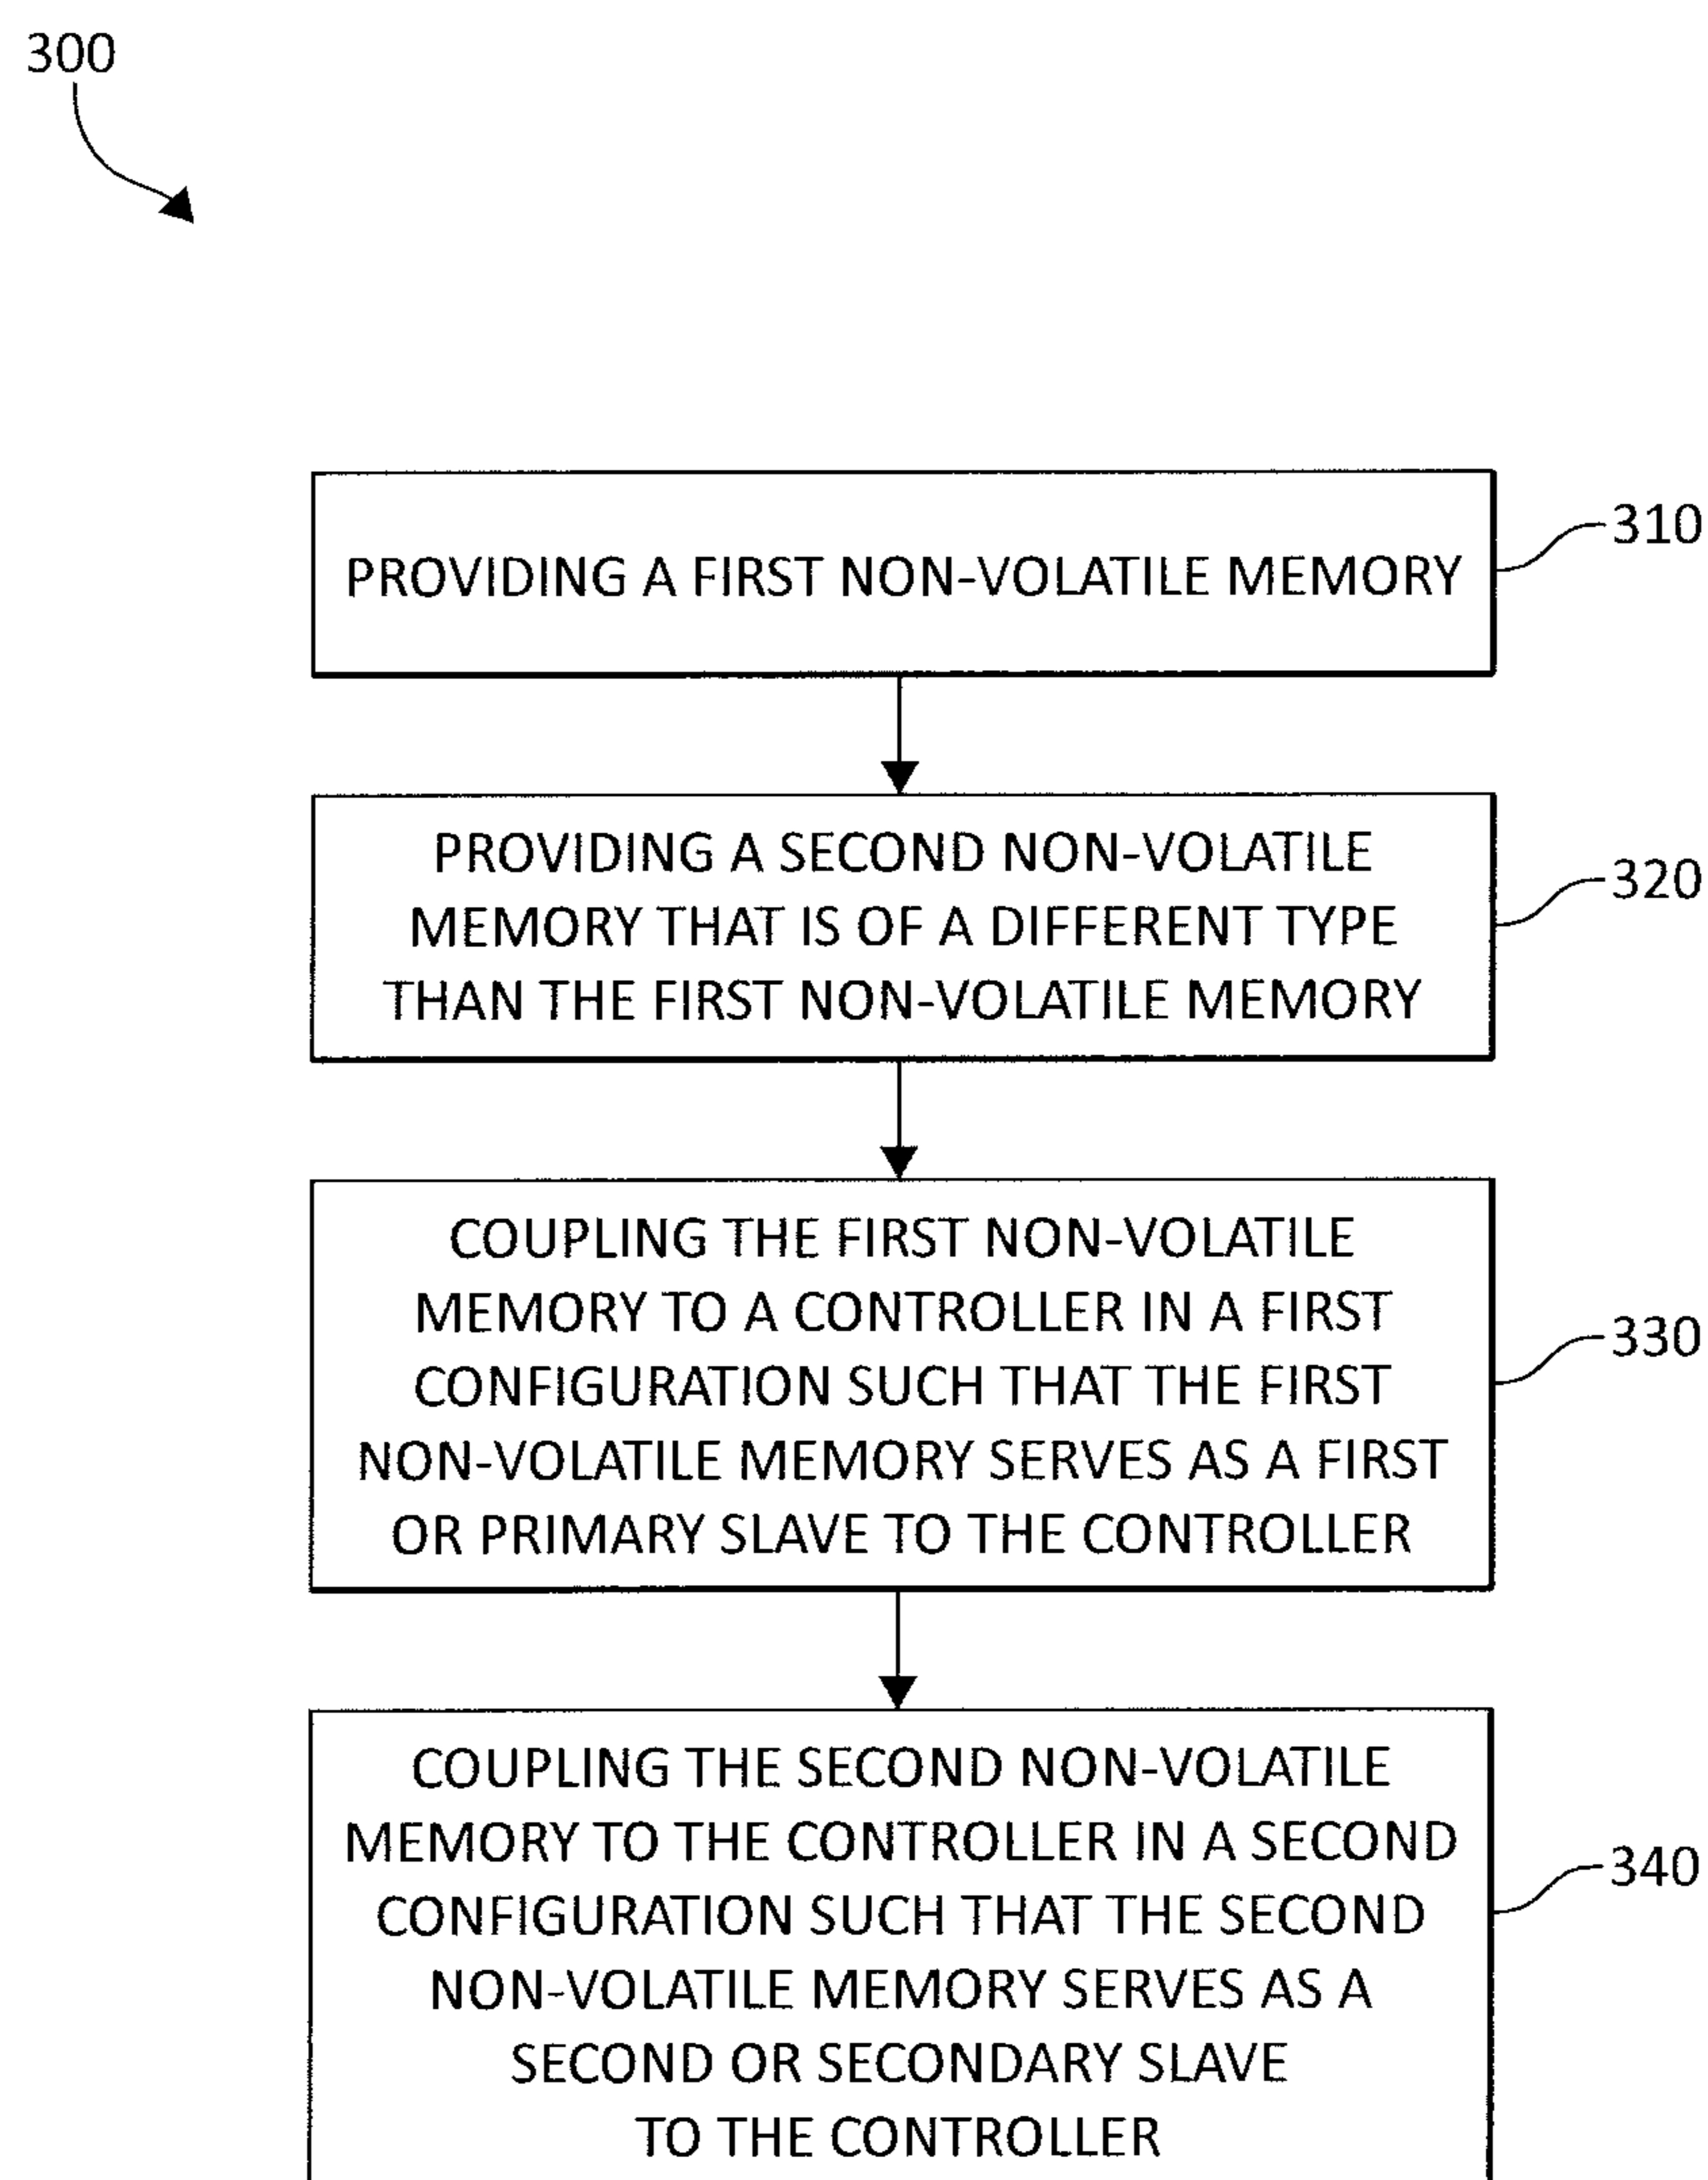 300
PROVIDING A FIRST NON-VOLATILE MEMORY
310
PROVIDING A SECOND NON-VOLATILE
MEMORY THAT IS OF A DIFFERENT TYPE
THAN THE FIRST NON-VOLATILE MEMORY
320
COUPLING THE FIRST NON-VOLATILE
MEMORY TO A CONTROLLER IN A FIRST
CONFIGURATION SUCH THAT THE FIRST
NON-VOLATILE MEMORY SERVES AS A FIRST
OR PRIMARY SLAVE TO THE CONTROLLER
330
COUPLING THE SECOND NON-VOLATILE
MEMORY TO THE CONTROLLER IN A SECOND
CONFIGURATION SUCH THAT THE SECOND
NON-VOLATILE MEMORY SERVES AS A
SECOND OR SECONDARY SLAVE
TO THE CONTROLLER
340